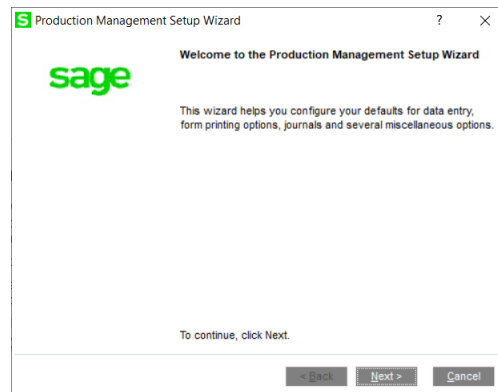 S Production Management Setup Wizard ? ×
sage
Welcome to the Production Management Setup Wizard
This wizard helps you configure your defaults for data entry,
form printing options, journals and several miscellaneous options.
To continue, click Next.
< Back Next > Cancel